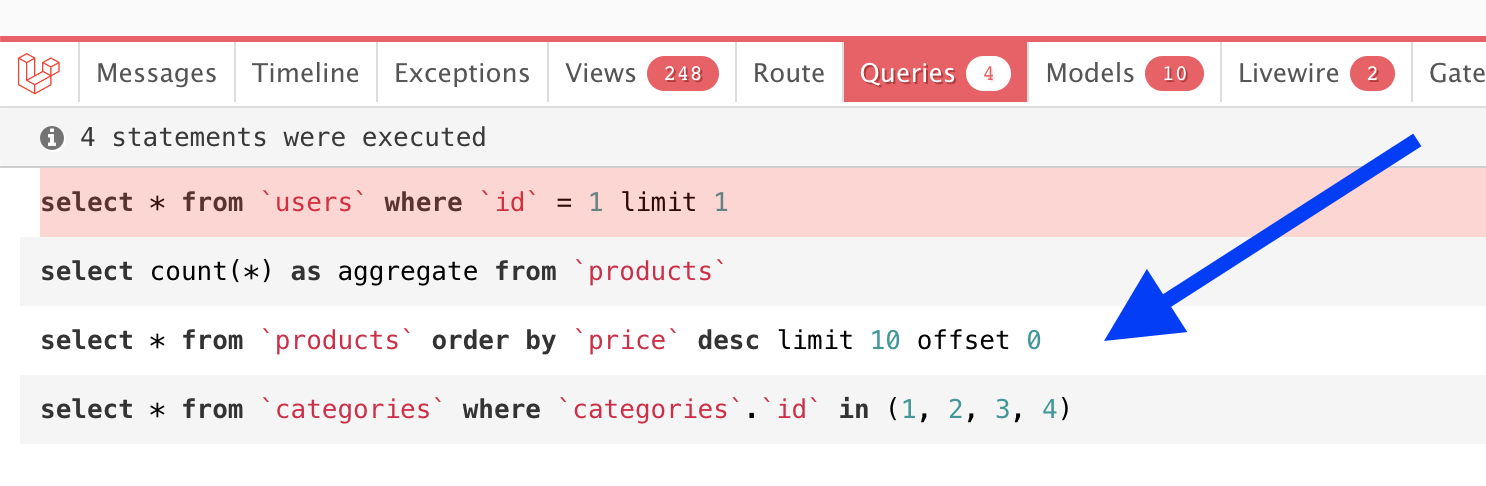 Messages Timeline Exceptions Views 248 Route Queries 4 Models 10 Livewire 2 Gate
4 statements were executed
select * from `users` where `id` = 1 limit 1
select count(*) as aggregate from `products`
select * from `products` order by `price` desc limit 10 offset 0
select * from `categories` where `categories`.`id` in (1, 2, 3, 4)